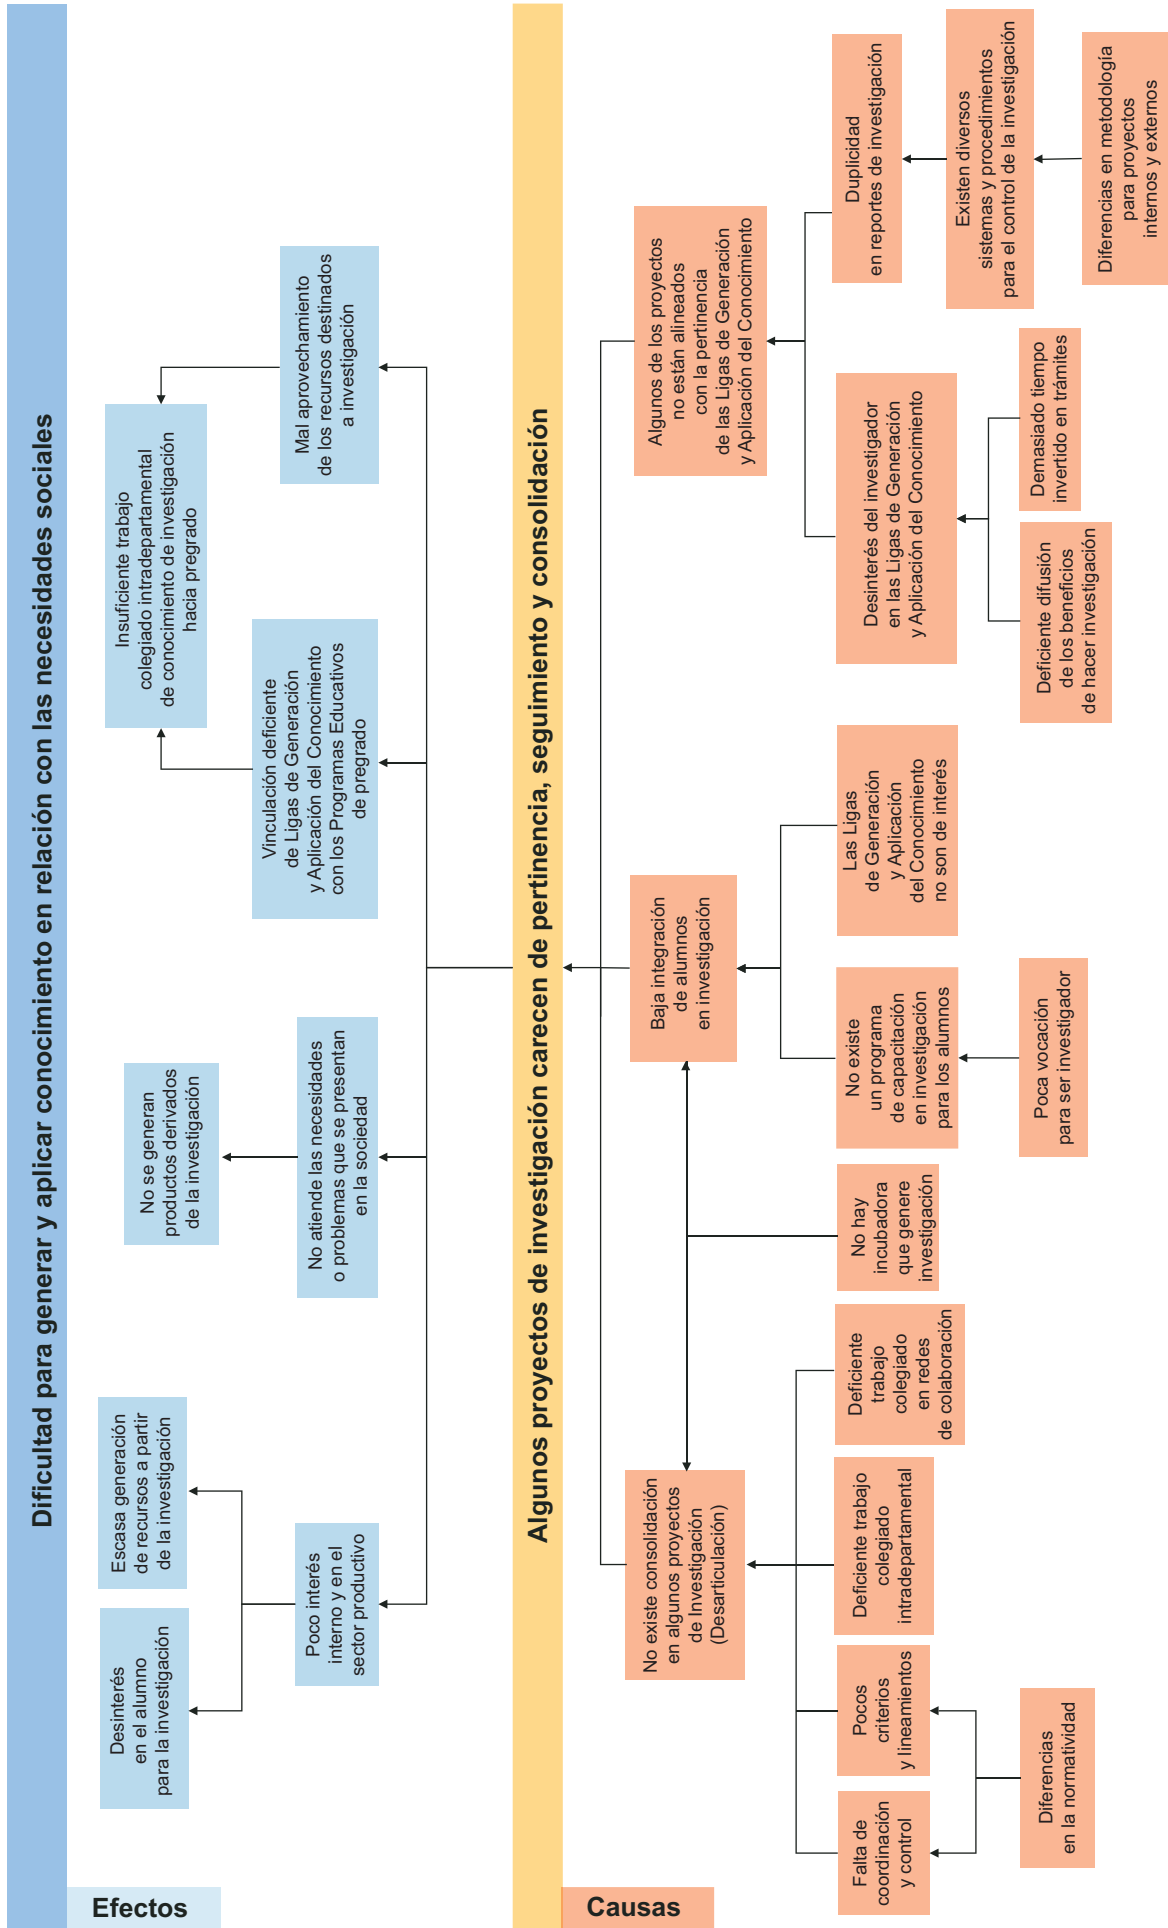 Dificultad para generar y aplicar conocimiento en relación con las necesidades sociales
Efectos
Desinterés
en el alumno
para la investigación
Escasa generación
de recursos a partir
de la investigación
No se generan
productos derivados
de la investigación
Insuficiente trabajo
colegiado intradepartamental
de conocimiento de investigación
hacia pregrado
Poco interés
interno y en el
sector productivo
No atiende las necesidades
o problemas que se presentan
en la sociedad
Vinculación deficiente
de Ligas de Generación
y Aplicación del Conocimiento
con los Programas Educativos
de pregrado
Mal aprovechamiento
de los recursos destinados
a investigación
Algunos proyectos de investigación carecen de pertinencia, seguimiento y consolidación
Causas
No existe consolidación
en algunos proyectos
de Investigación
(Desarticulación)
Baja integración
de alumnos
en investigación
Algunos de los proyectos
no están alineados
con la pertinencia
de las Ligas de Generación
y Aplicación del Conocimiento
Falta de
coordinación
y control
Pocos
criterios
y lineamientos
Deficiente trabajo
colegiado
intradepartamental
Deficiente
trabajo
colegiado
en redes
de colaboración
No hay
incubadora
que genere
investigación
No existe
un programa
de capacitación
en investigación
para los alumnos
Las Ligas
de Generación
y Aplicación
del Conocimiento
no son de interés
Desinterés del investigador
en las Ligas de Generación
y Aplicación del Conocimiento
Duplicidad
en reportes de investigación
Existen diversos
sistemas y procedimientos
para el control de la investigación
Diferencias
en la normatividad
Poca vocación
para ser investigador
Deficiente difusión
de los beneficios
de hacer investigación
Demasiado tiempo
invertido en trámites
Diferencias en metodología
para proyectos
internos y externos